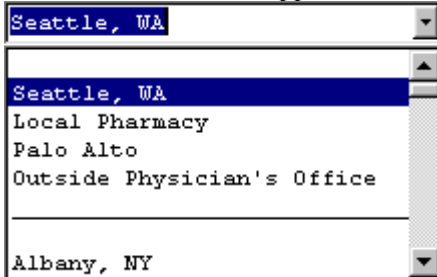 Seattle, WA
Seattle, WA
Local Pharmacy
Palo Alto
Outside Physician's Office
Albany, NY